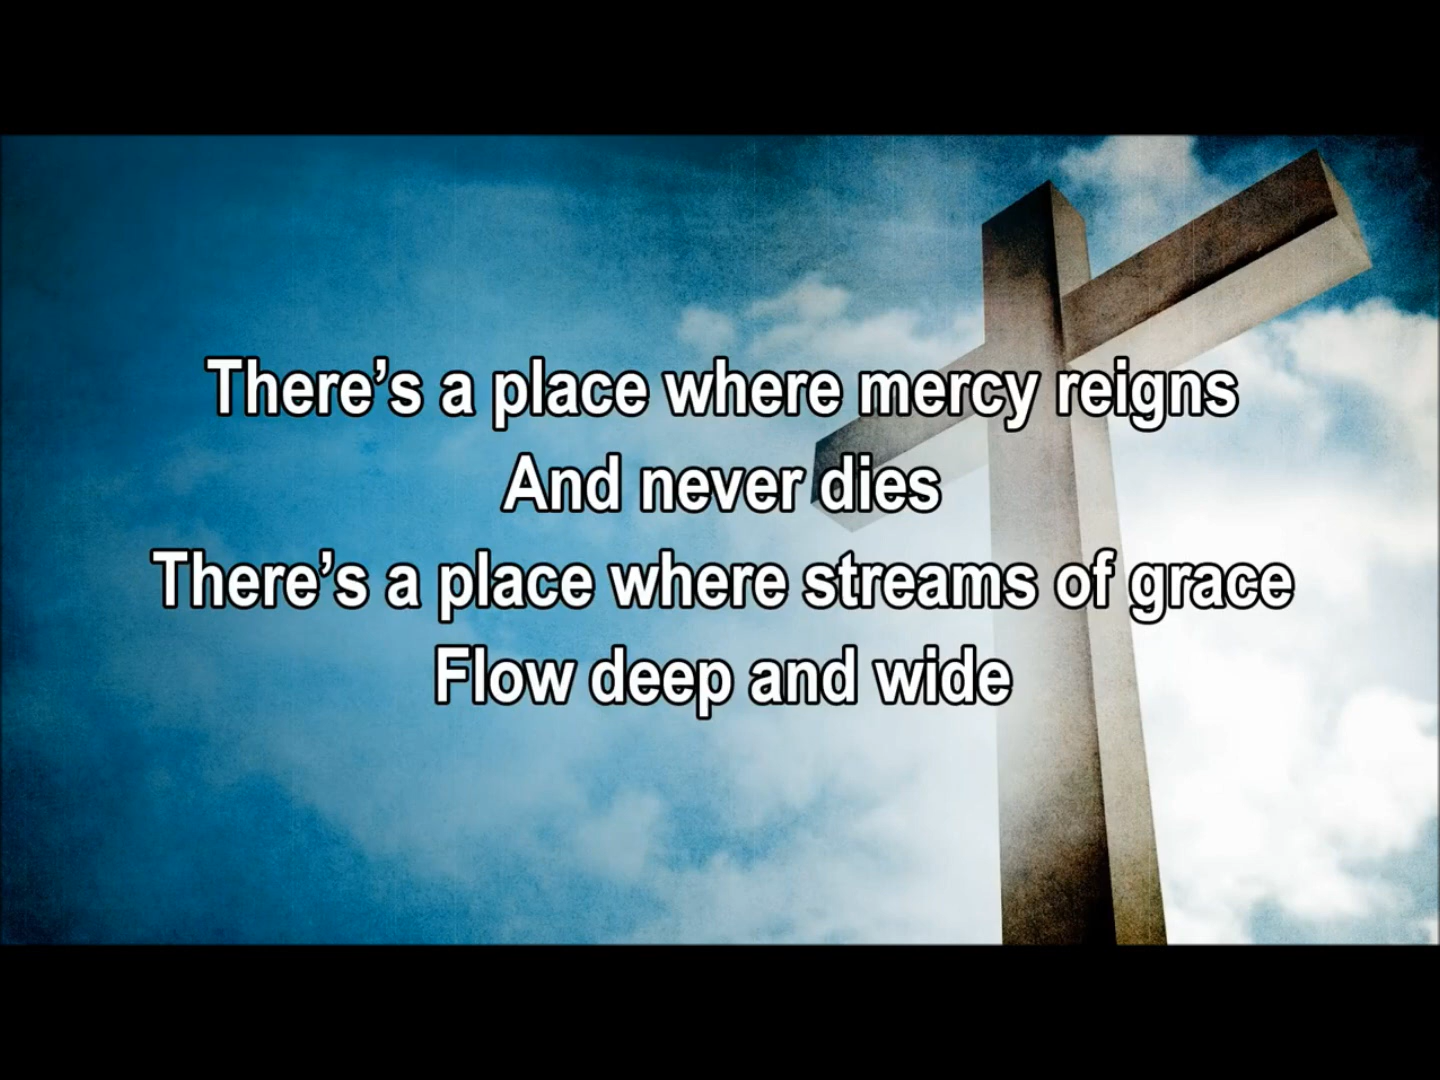 There’s a place where mercy reigns
And never dies
There’s a place where streams of grace
Flow deep and wide